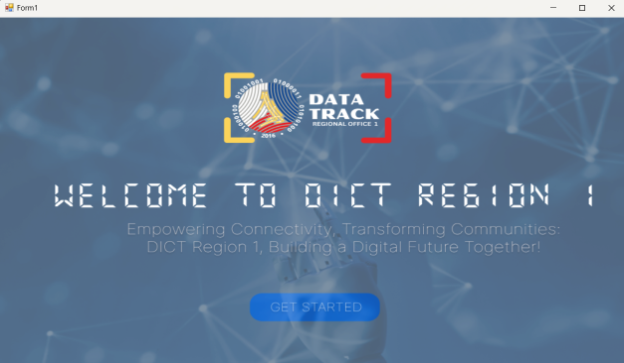 Form1
DATA
TRACK
REGIONAL OFFICE 1
2016
WELCOME TO DICT REGION 1
Empowering Connectivity, Transforming Communities:
DICT Region 1, Building a Digital Future Together!
GET STARTED